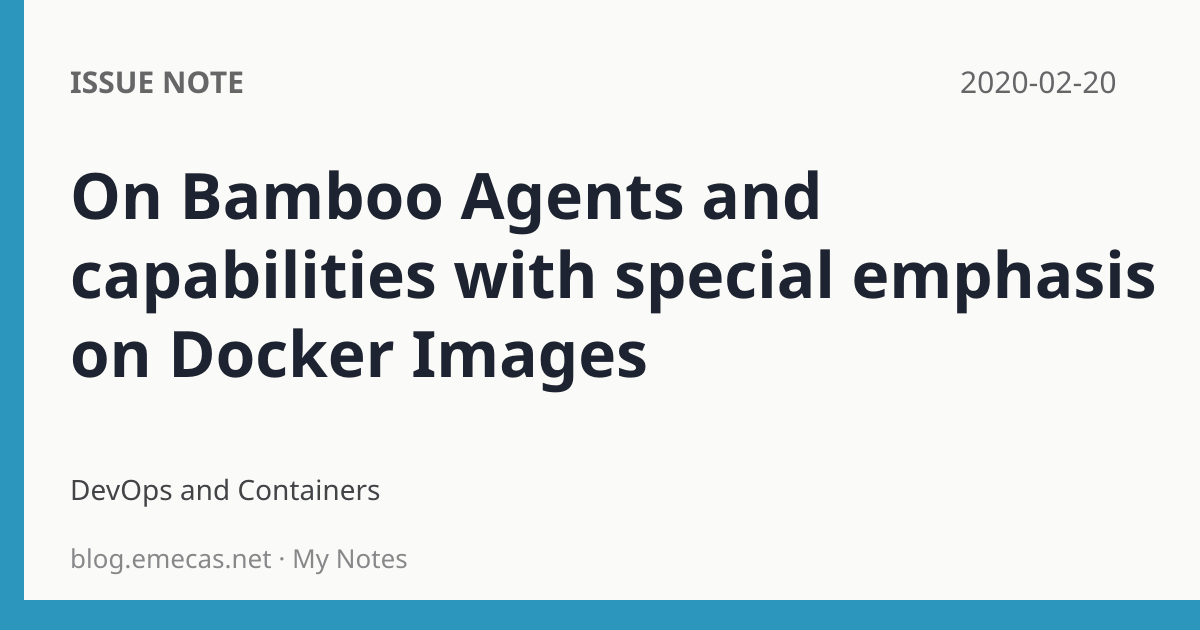 ISSUE NOTE
2020-02-20
On Bamboo Agents and
capabilities with special emphasis
on Docker Images
DevOps and Containers
blog.emecas.net · My Notes